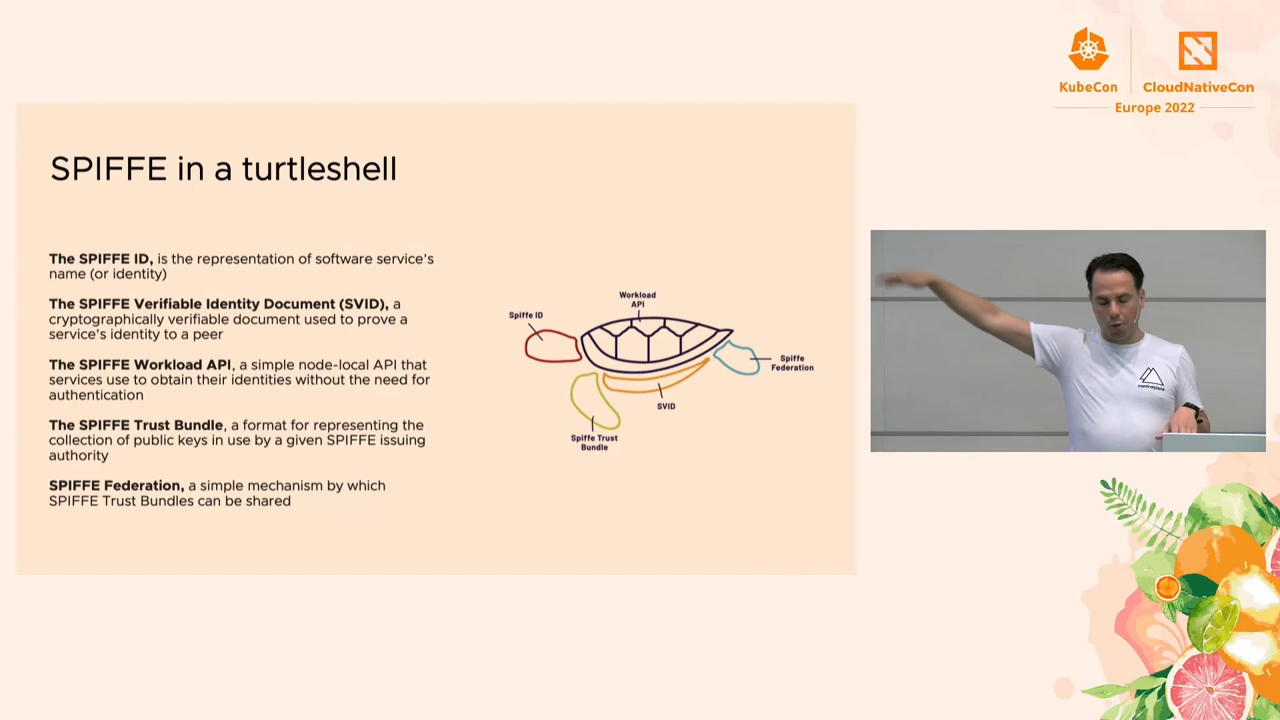 KubeCon
CloudNativeCon
Europe 2022
SPIFFE in a turtleshell
The SPIFFE ID, is the representation of software service's
name (or identity)
The SPIFFE Verifiable Identity Document (SVID), a
cryptographically verifiable document used to prove a
service's identity to a peer
The SPIFFE Workload API, a simple node-local API that
services use to obtain their identities without the need for
authentication
The SPIFFE Trust Bundle, a format for representing the
collection of public keys in use by a given SPIFFE issuing
authority
SPIFFE Federation, a simple mechanism by which
SPIFFE Trust Bundles can be shared
Workload
API
Spiffe ID
Spiffe
Federation
SVID
Spiffe Trust
Bundle
controlplane